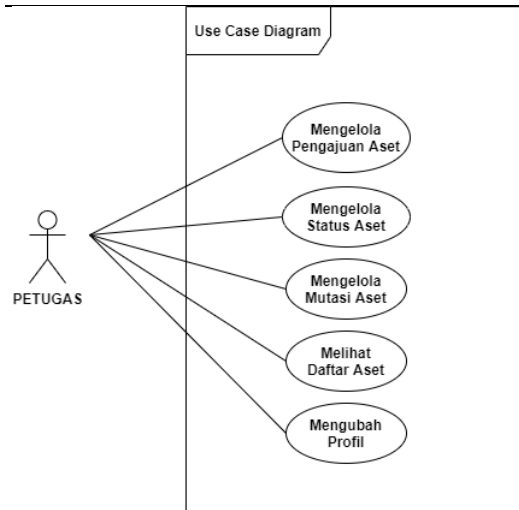 Use Case Diagram
Mengelola
Pengajuan Aset
Mengelola
Status Aset
PETUGAS
Mengelola
Mutasi Aset
Melihat
Daftar Aset
Mengubah
Profil